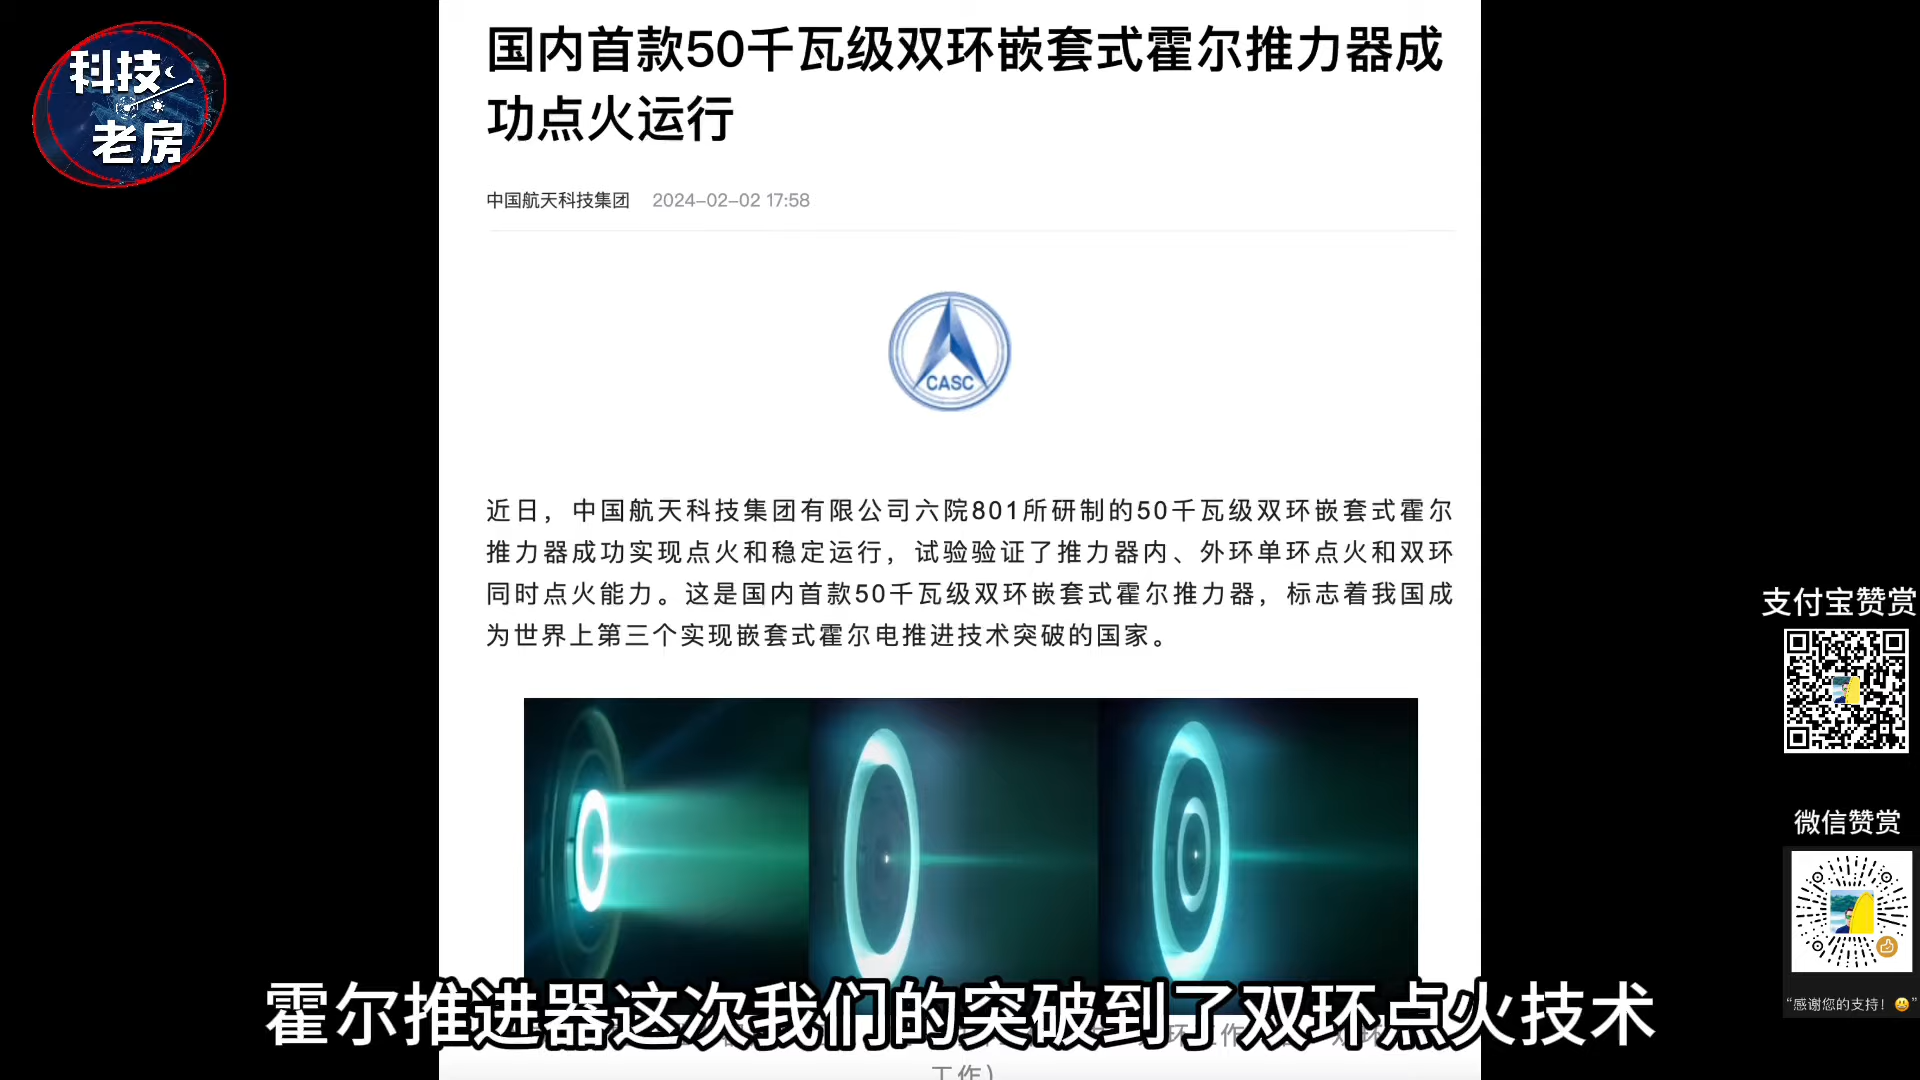 科技
老房
国内首款50千瓦级双环嵌套式霍尔推力器成
功点火运行
中国航天科技集团 2024-02-02 17:58
CASC
近日，中国航天科技集团有限公司六院801所研制的50千瓦级双环嵌套式霍尔
推力器成功实现点火和稳定运行，试验验证了推力器内、外环单环点火和双环
同时点火能力。这是国内首款50千瓦级双环嵌套式霍尔推力器，标志着我国成
为世界上第三个实现嵌套式霍尔电推进技术突破的国家。
支付宝赞赏
微信赞赏
“感谢您的支持！😃”
霍尔推进器这次我们的突破到了双环点火技术
工作）